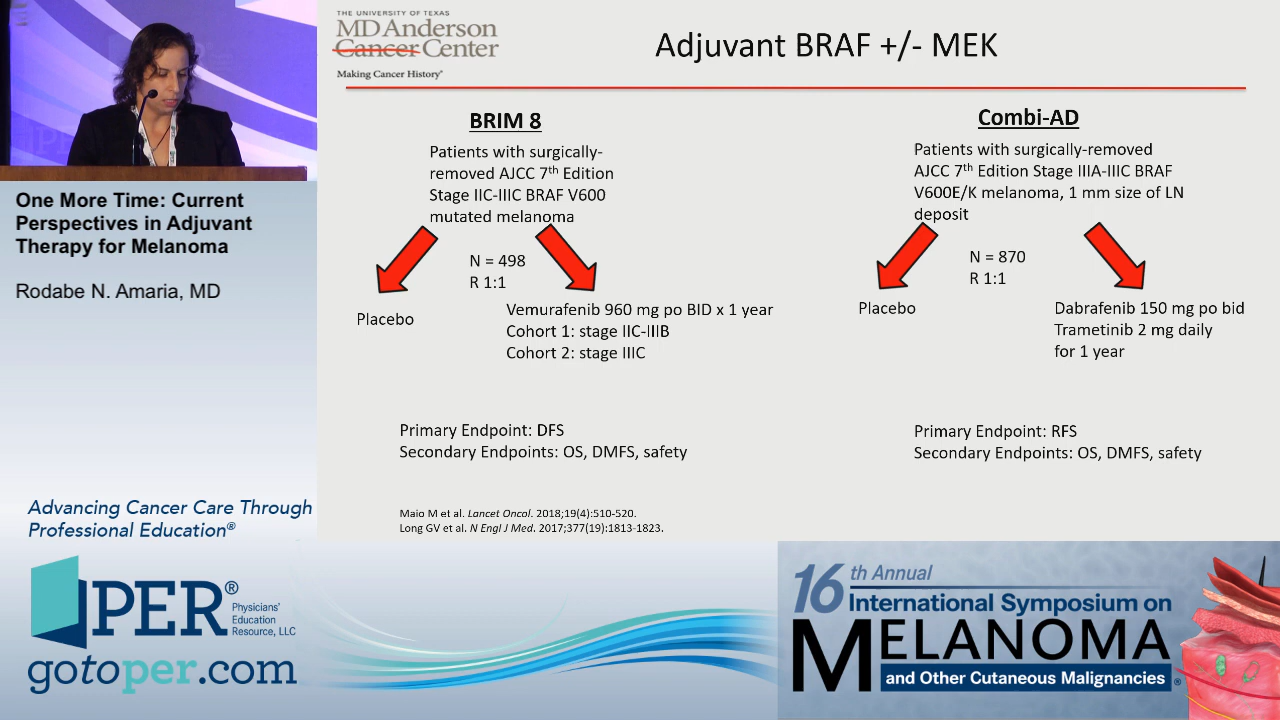 THE UNIVERSITY OF TEXAS
MD Anderson
Cancer Center
Making Cancer History®
Adjuvant BRAF +/- MEK
One More Time: Current
Perspectives in Adjuvant
Therapy for Melanoma
Rodabe N. Amaria, MD
BRIM 8
Patients with surgically-
removed AJCC 7th Edition
Stage IIC-IIIC BRAF V600
mutated melanoma
N = 498
R 1:1
Placebo
Vemurafenib 960 mg po BID x 1 year
Cohort 1: stage IIC-IIIB
Cohort 2: stage IIIC
Primary Endpoint: DFS
Secondary Endpoints: OS, DMFS, safety
Combi-AD
Patients with surgically-removed
AJCC 7th Edition Stage IIIA-IIIC BRAF
V600E/K melanoma, 1 mm size of LN
deposit
N = 870
R 1:1
Placebo
Dabrafenib 150 mg po bid
Trametinib 2 mg daily
for 1 year
Primary Endpoint: RFS
Secondary Endpoints: OS, DMFS, safety
Maio M et al. Lancet Oncol. 2018;19(4):510-520.
Long GV et al. N Engl J Med. 2017;377(19):1813-1823.
Advancing Cancer Care Through
Professional Education®
PER®
Physicians'
Education
Resource, LLC
gotoper.com
16th Annual
International Symposium on
MELANOMA
and Other Cutaneous Malignancies®